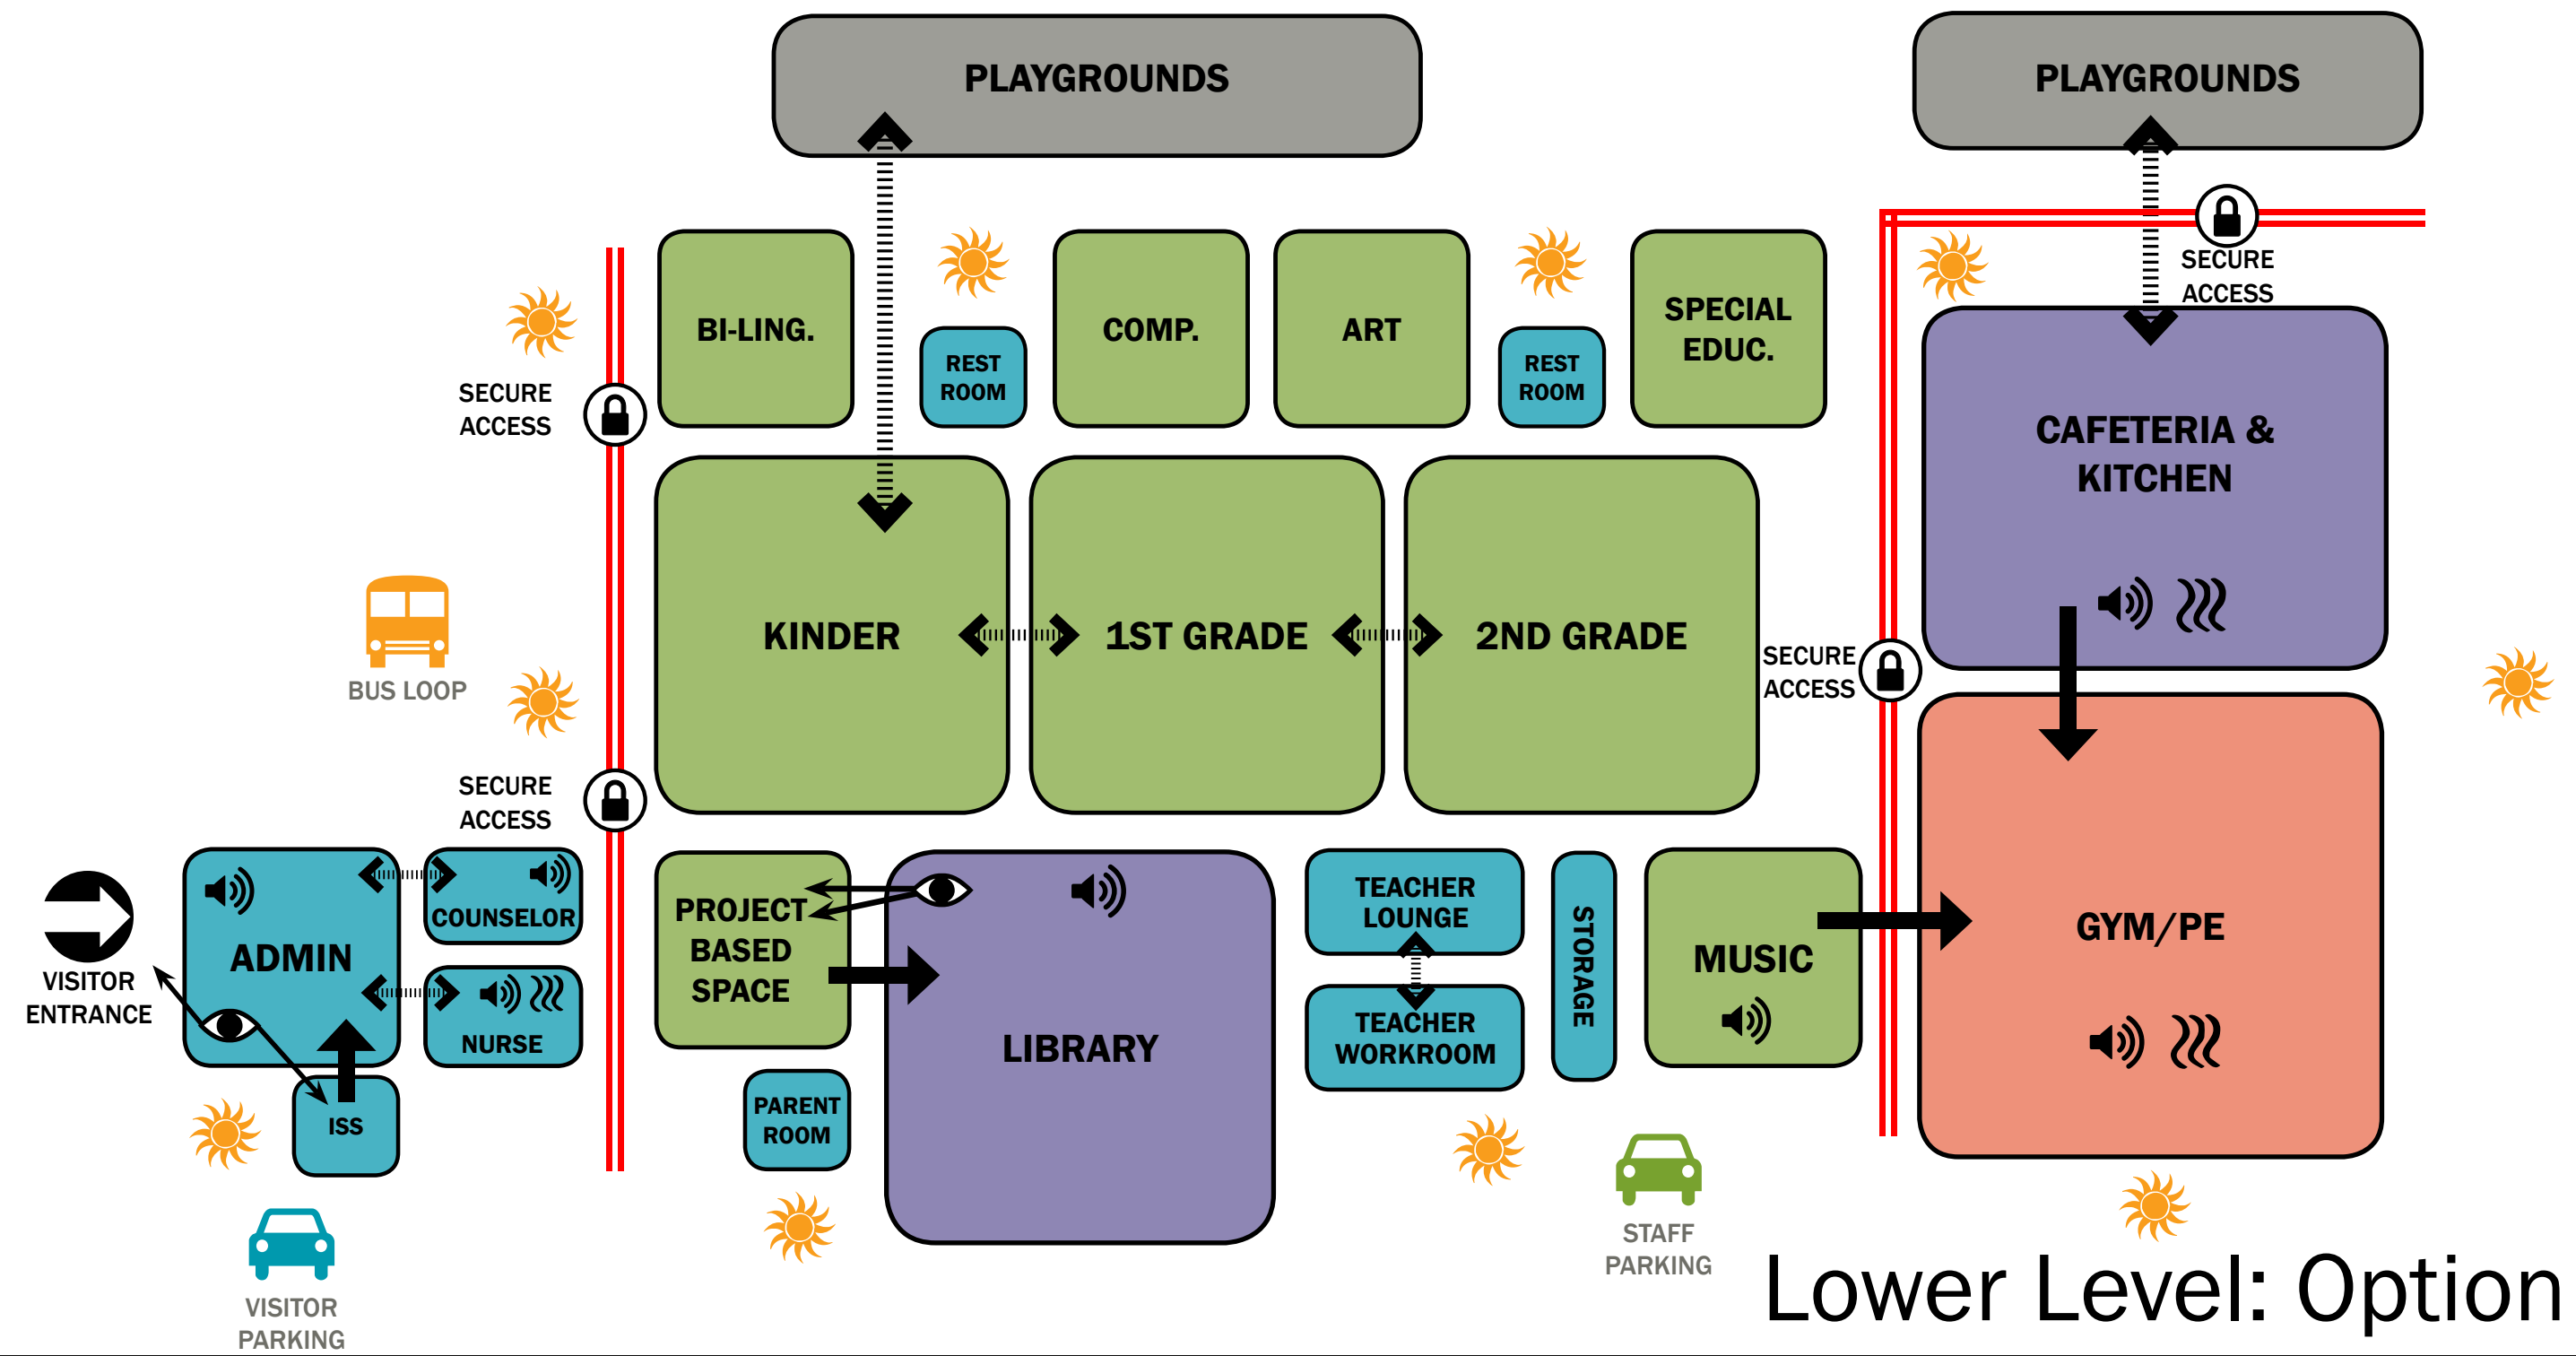 PLAYGROUNDS
PLAYGROUNDS
SECURE
ACCESS
BI-LING.
REST
ROOM
COMP.
ART
REST
ROOM
SPECIAL
EDUC.
SECURE
ACCESS
CAFETERIA &
KITCHEN
KINDER
1ST GRADE
2ND GRADE
SECURE
ACCESS
BUS LOOP
SECURE
ACCESS
VISITOR
ENTRANCE
ADMIN
COUNSELOR
NURSE
ISS
PROJECT
BASED
SPACE
PARENT
ROOM
LIBRARY
TEACHER
LOUNGE
TEACHER
WORKROOM
STORAGE
MUSIC
GYM/PE
VISITOR
PARKING
STAFF
PARKING
Lower Level: Option